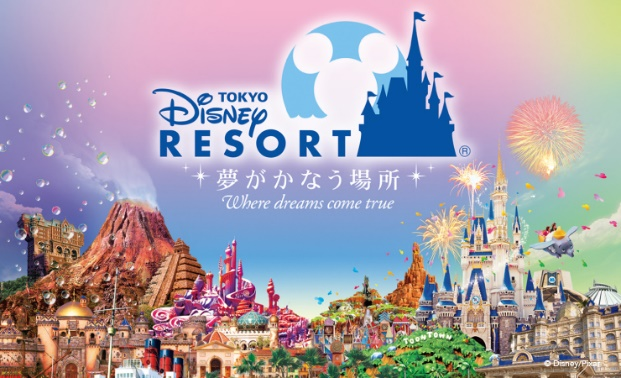 TOKYO
Disney
RESORT®
夢がかなう場所
Where dreams come true
TOONTOWN
© Disney/Pixar